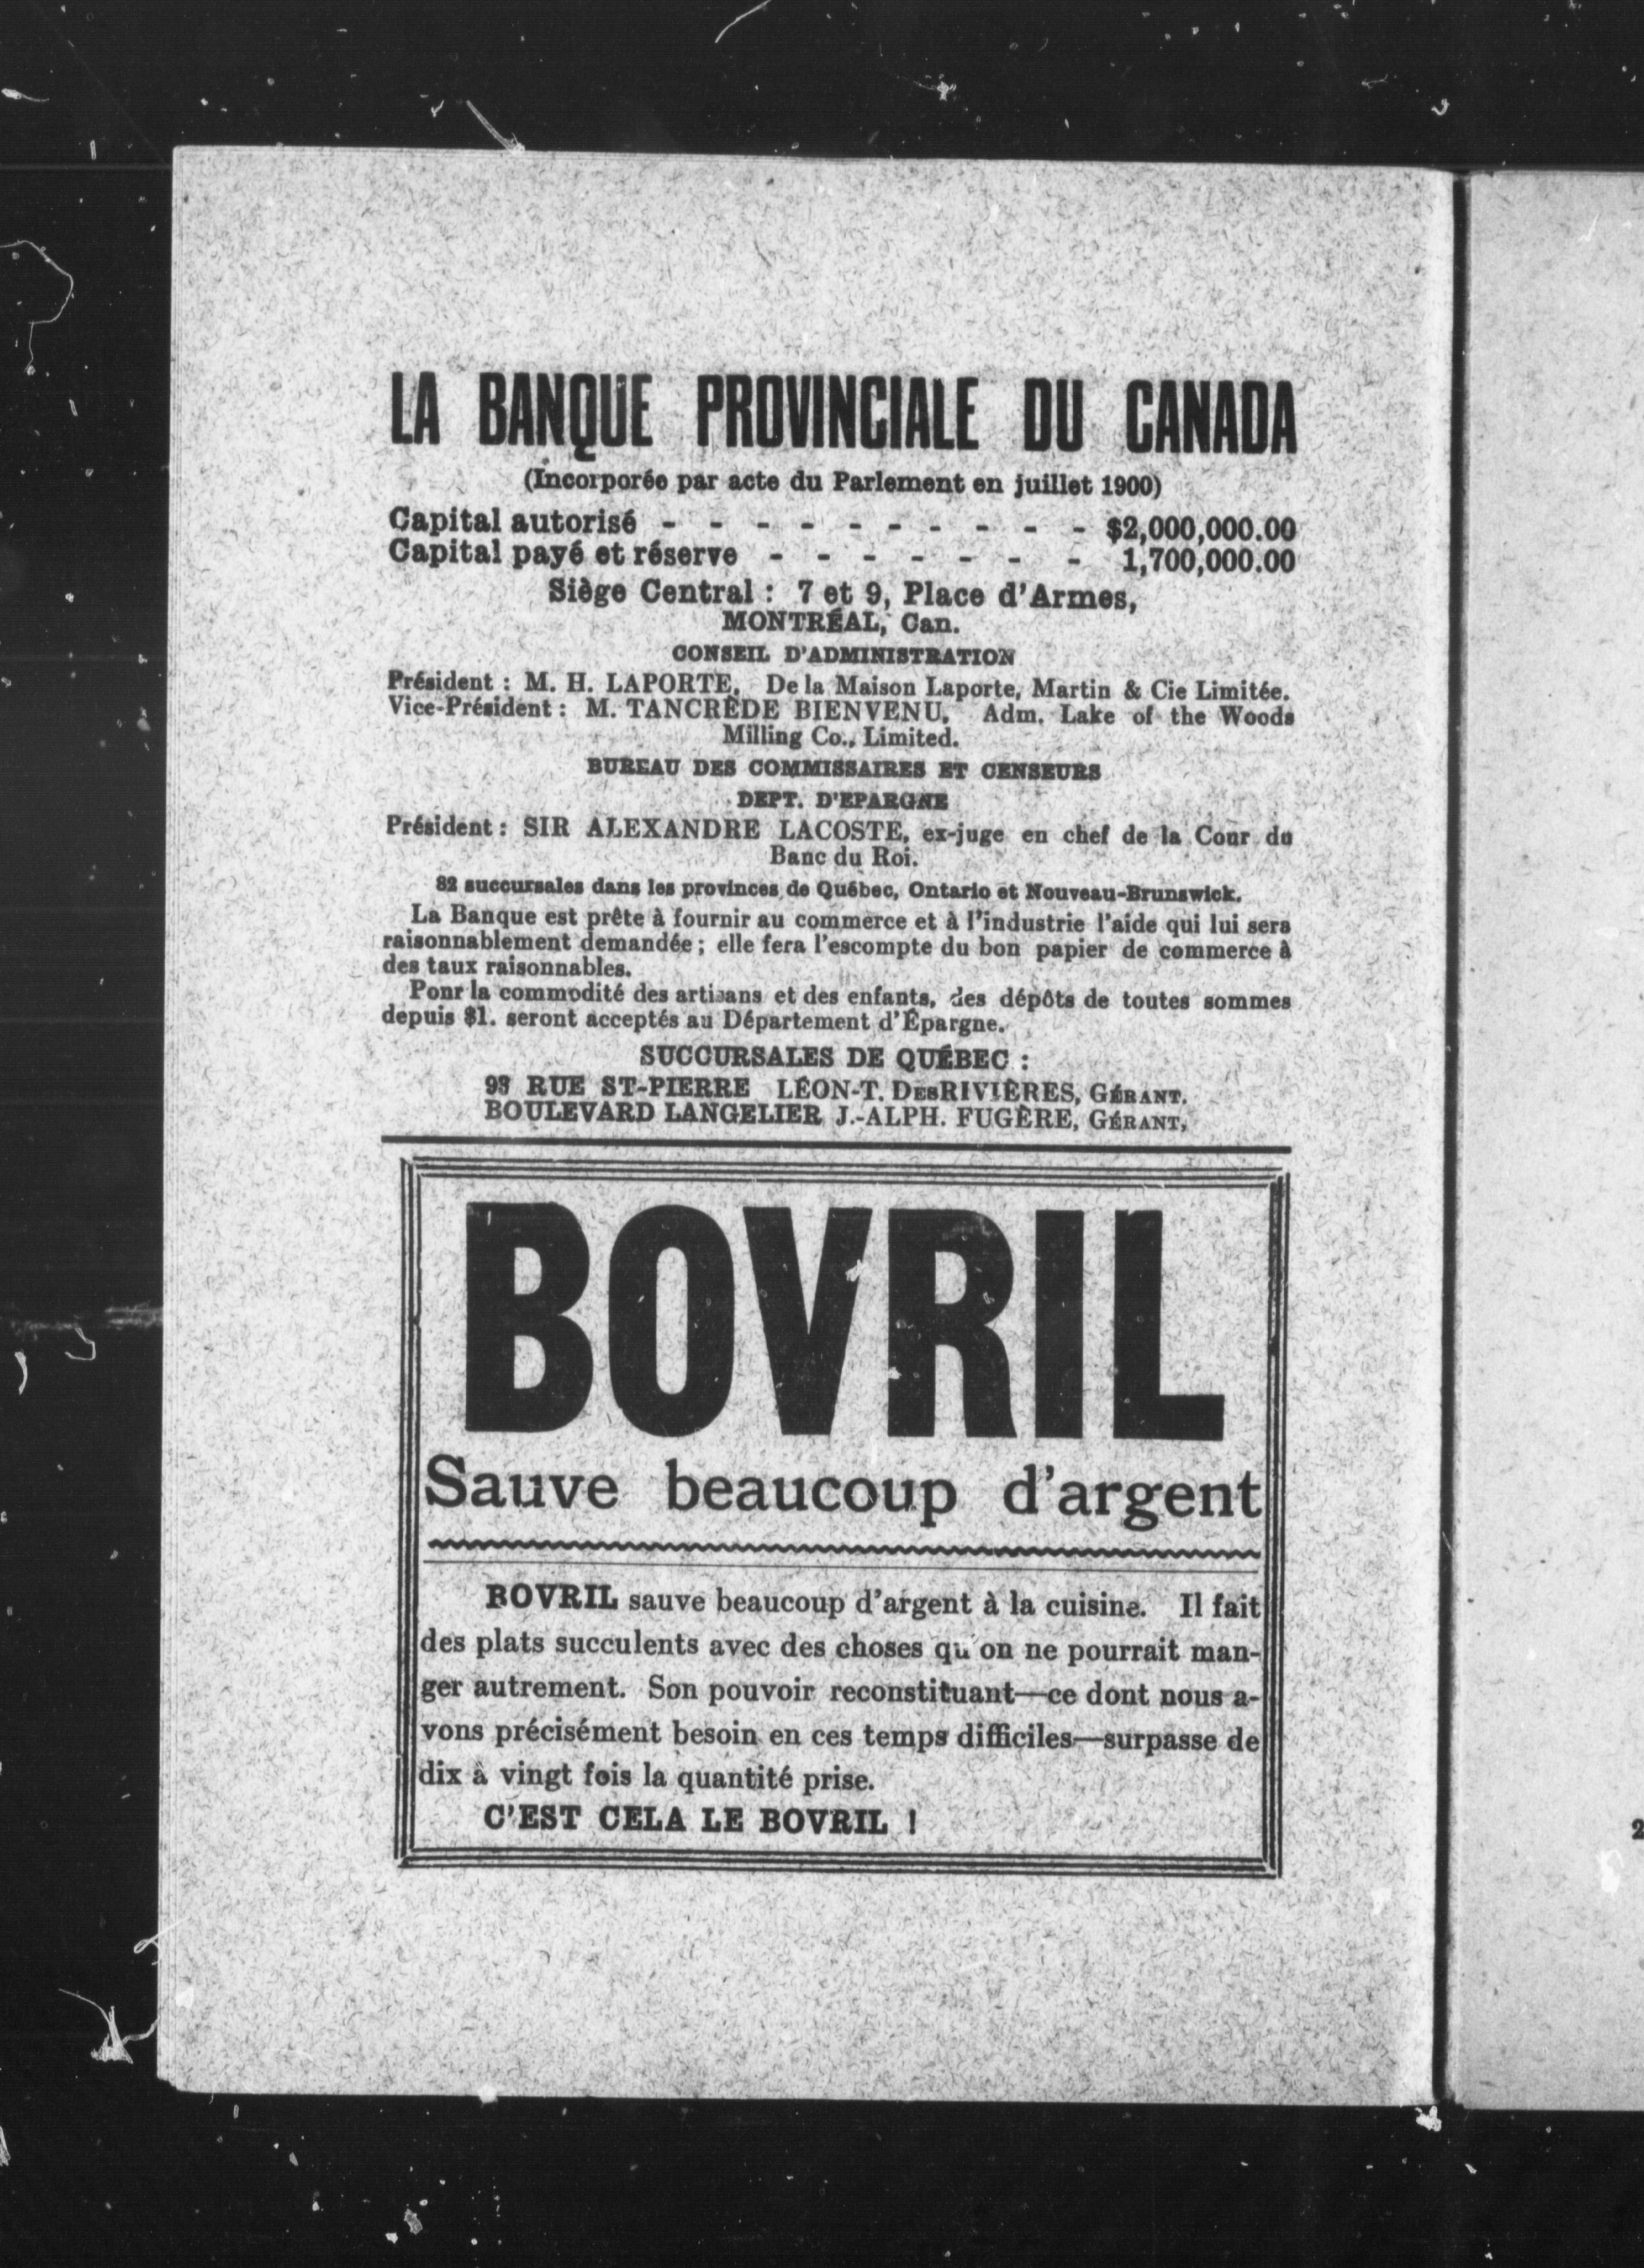 LA BANQUE PROVINCIALE DU CANADA
(Incorporée par acte du Parlement en juillet 1900)
Capital autorisé - - - - - - - - - - $2,000,000.00
Capital payé et réserve - - - - - - - 1,700,000.00
Siège Central : 7 et 9, Place d'Armes,
MONTRÉAL, Can.
CONSEIL D'ADMINISTRATION
Président : M. H. LAPORTE, De la Maison Laporte, Martin & Cie Limitée.
Vice-Président : M. TANCRÈDE BIENVENU, Adm. Lake of the Woods
Milling Co., Limited.
BUREAU DES COMMISSAIRES ET CENSEURS
DEPT. D'EPARGNE
Président : SIR ALEXANDRE LACOSTE, ex-juge en chef de la Cour du
Banc du Roi.
82 succursales dans les provinces de Québec, Ontario et Nouveau-Brunswick.
La Banque est prête à fournir au commerce et à l'industrie l'aide qui lui sera
raisonnablement demandée ; elle fera l'escompte du bon papier de commerce à
des taux raisonnables.
Ponr la commodité des artisans et des enfants, des dépôts de toutes sommes
depuis $1. seront acceptés au Département d'Épargne.
SUCCURSALES DE QUÉBEC :
RUE ST-PIERRE LÉON-T. DesRIVIÈRES, GÉRANT.
BOULEVARD LANGELIER J.-ALPH. FUGÈRE, GÉRANT,
BOVRIL
Sauve beaucoup d'argent
BOVRIL sauve beaucoup d'argent à la cuisine. Il fait
des plats succulents avec des choses qu'on ne pourrait man-
ger autrement. Son pouvoir reconstituant—ce dont nous a-
vons précisément besoin en ces temps difficiles—surpasse de
dix à vingt fois la quantité prise.
C'EST CELA LE BOVRIL !
2